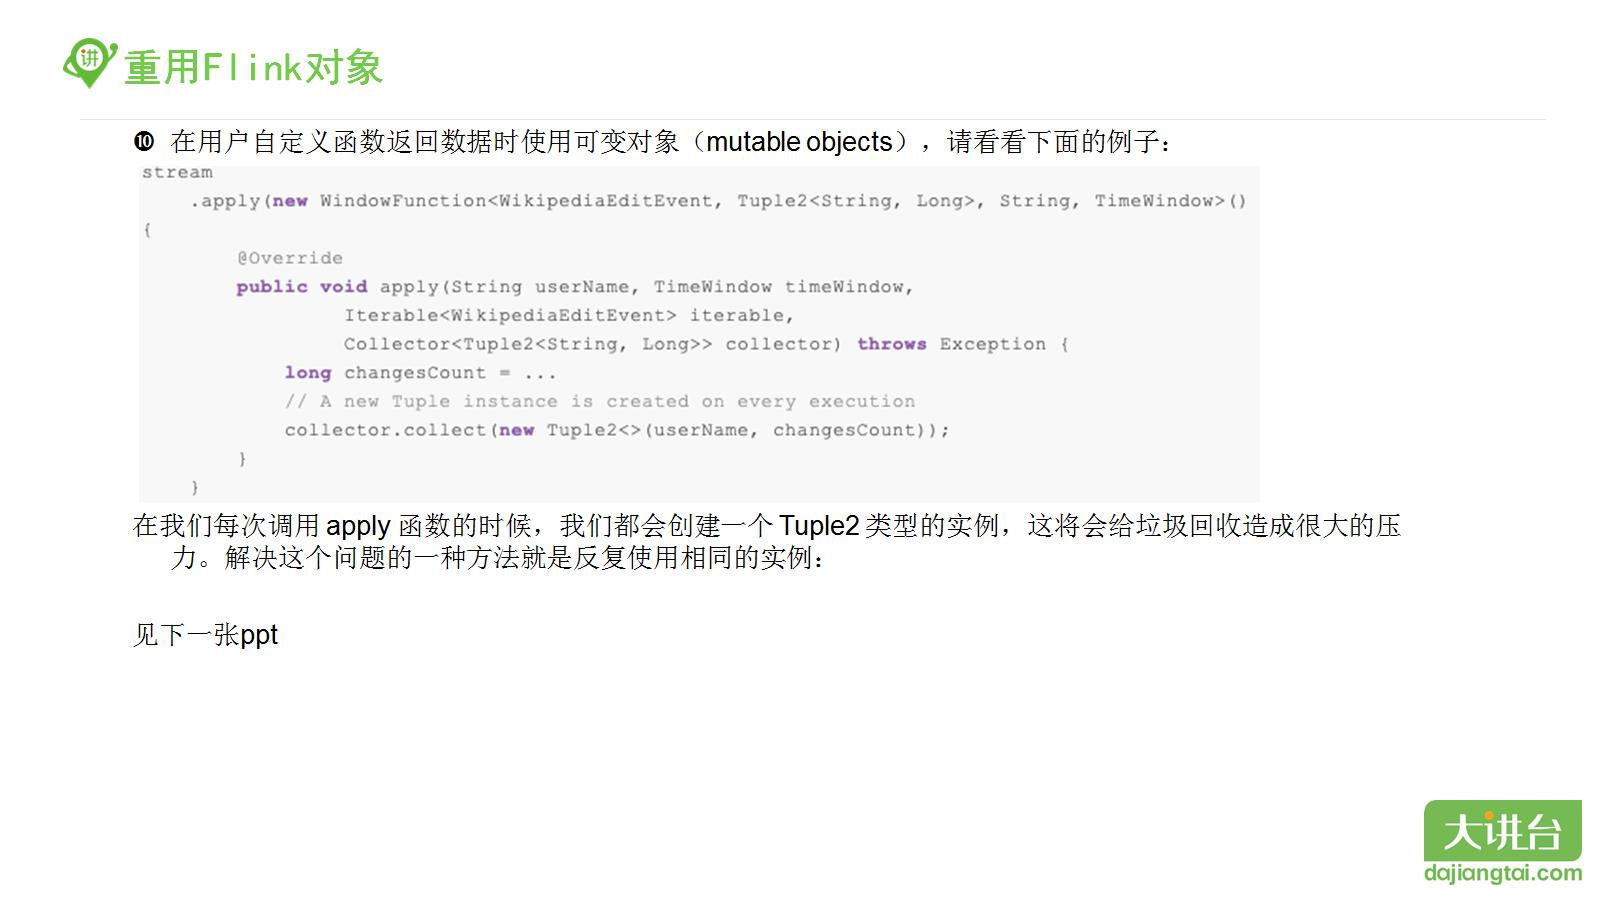 讲
重用Flink对象
❿ 在用户自定义函数返回数据时使用可变对象（mutable objects），请看看下面的例子：
stream
.apply(new WindowFunction<WikipediaEditEvent, Tuple2<String, Long>, String, TimeWindow>()
{
@Override
public void apply(String userName, TimeWindow timeWindow,
Iterable<WikipediaEditEvent> iterable,
Collector<Tuple2<String, Long>> collector) throws Exception {
long changesCount = ...
// A new Tuple instance is created on every execution
collector.collect(new Tuple2<>(userName, changesCount));
}
}
在我们每次调用 apply 函数的时候，我们都会创建一个 Tuple2 类型的实例，这将会给垃圾回收造成很大的压
力。解决这个问题的一种方法就是反复使用相同的实例：
见下一张ppt
大讲台
dajiangtai.com